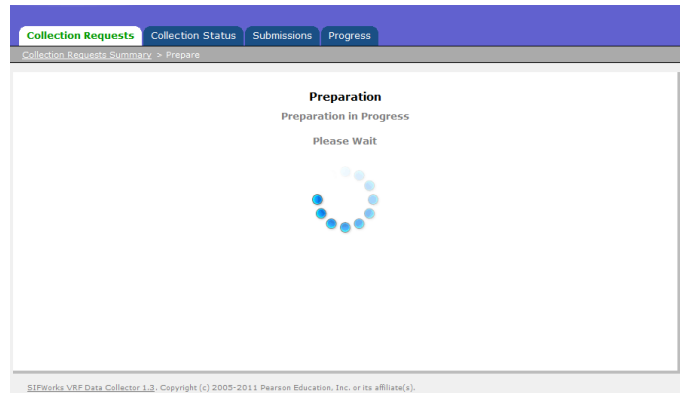 Collection Requests Collection Status Submissions Progress
Collection Requests Summary > Prepare
Preparation
Preparation in Progress
Please Wait
SIFWorks VRF Data Collector 1.3. Copyright (c) 2005-2011 Pearson Education, Inc. or its affiliate(s).